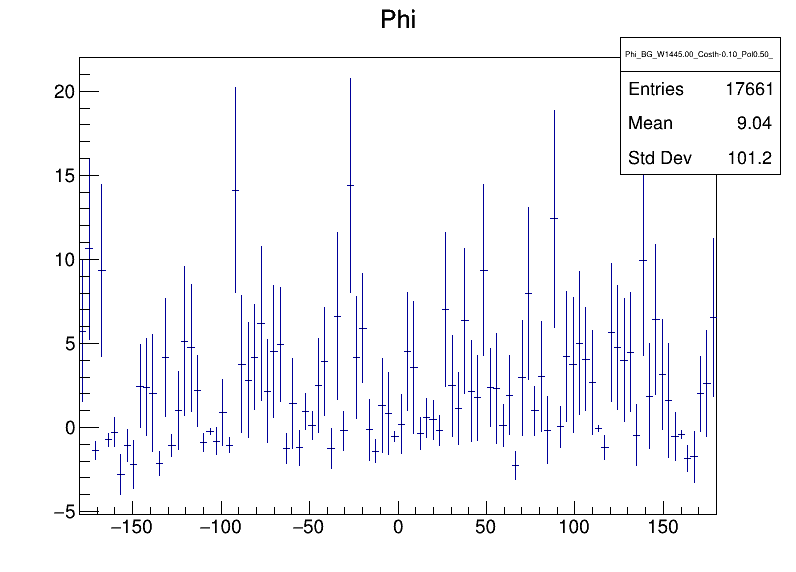 Phi
Phi_BG_W1445.00_Costh-0.10_Pol0.50_
Entries 17661
Mean 9.04
Std Dev 101.2
20
15
10
5
0
−5
−150 −100 −50 0 50 100 150